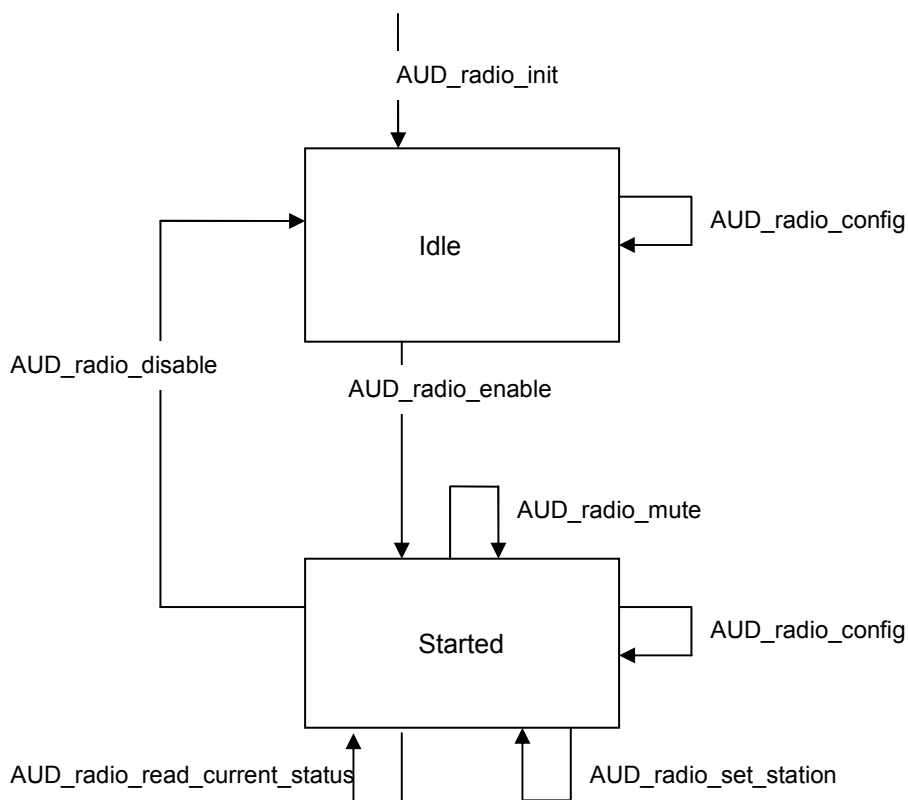 AUD_radio_init
AUD_radio_config
Idle
AUD_radio_disable
AUD_radio_enable
AUD_radio_mute
AUD_radio_config
Started
AUD_radio_read_current_status
AUD_radio_set_station